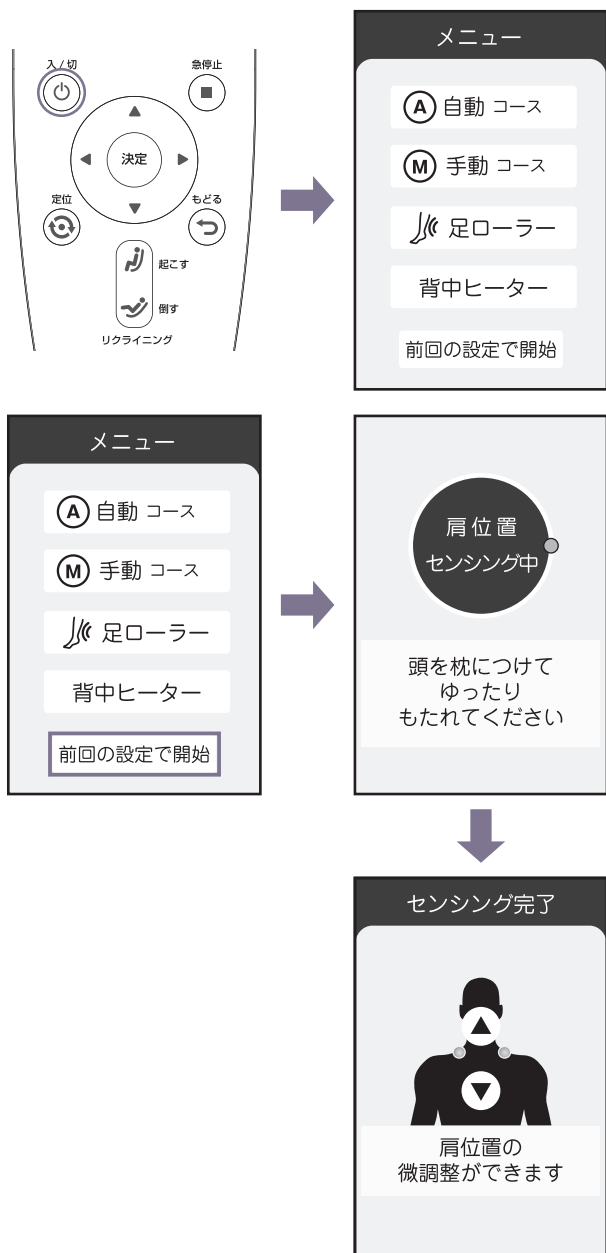 入/切
急停止
決定
定位
もどる
起こす
倒す
リクライニング
メニュー
A 自動 コース
M 手動 コース
足ローラー
背中ヒーター
前回の設定で開始
メニュー
A 自動 コース
M 手動 コース
足ローラー
背中ヒーター
前回の設定で開始
肩位置
センシング中
頭を枕につけて
ゆったり
もたれてください
センシング完了
肩位置の
微調整ができます